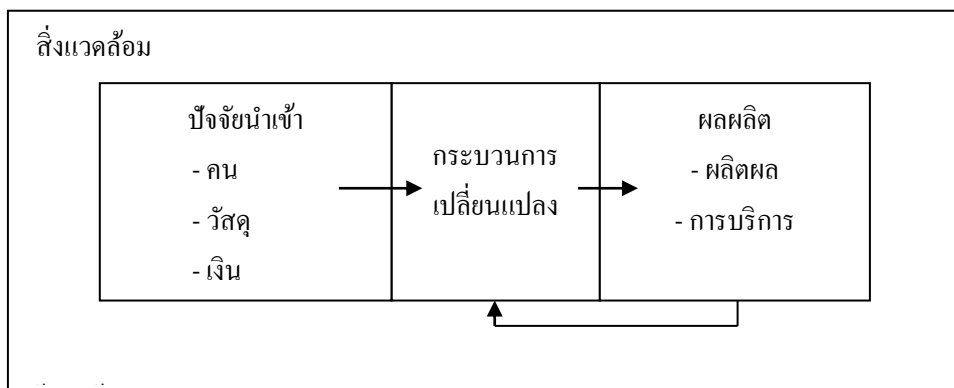 สิ่งแวดล้อม
ปัจจัยนำเข้า
- คน
- วัสดุ
- เงิน
กระบวนการ
เปลี่ยนแปลง
ผลผลิต
- ผลิตผล
- การบริการ